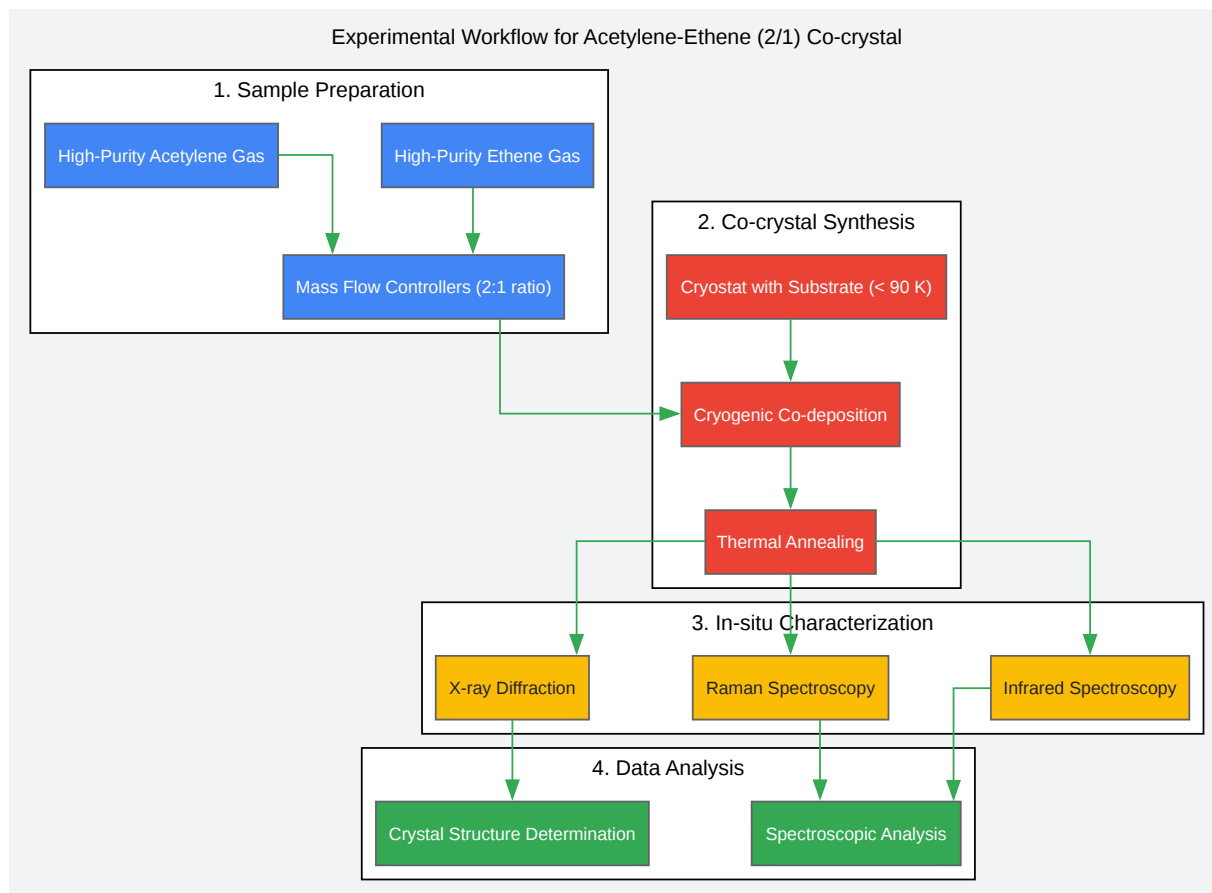 Experimental Workflow for Acetylene-Ethene (2/1) Co-crystal
1. Sample Preparation
High-Purity Acetylene Gas
High-Purity Ethene Gas
Mass Flow Controllers (2:1 ratio)
2. Co-crystal Synthesis
Cryostat with Substrate (< 90 K)
Cryogenic Co-deposition
Thermal Annealing
3. In-situ Characterization
X-ray Diffraction
Raman Spectroscopy
Infrared Spectroscopy
4. Data Analysis
Crystal Structure Determination
Spectroscopic Analysis